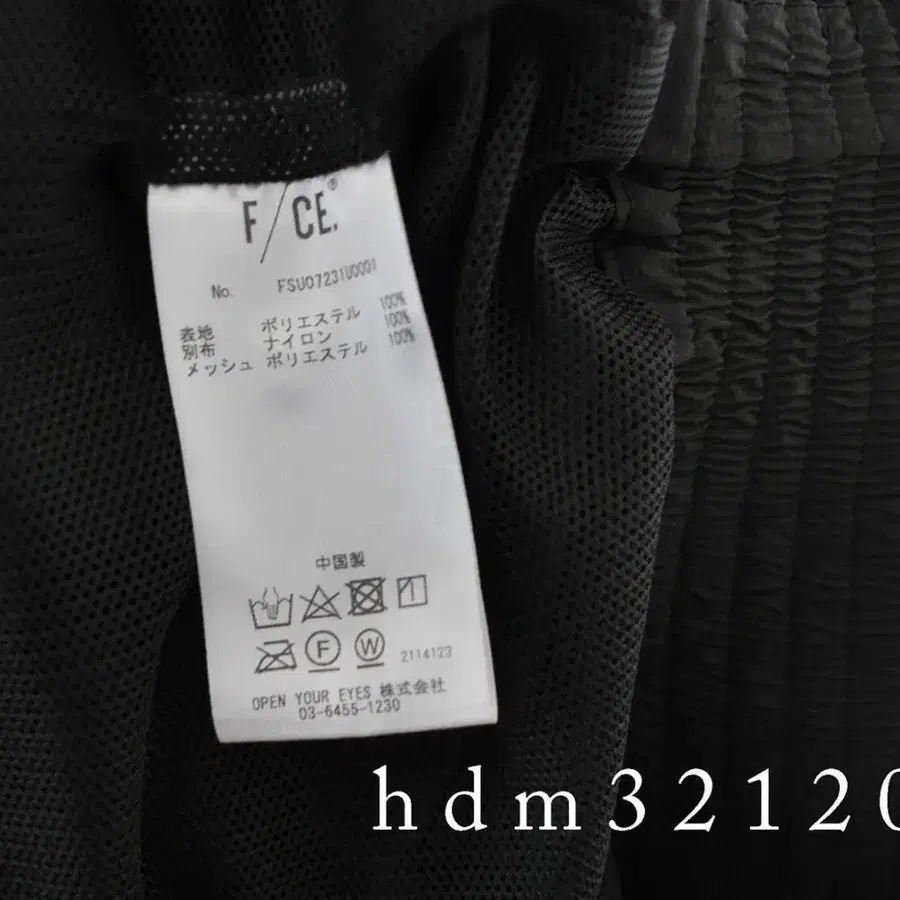 F/CE.®
No. FSU07231U0001
表地 ポリエステル 100%
別布 ナイロン 100%
メッシュ ポリエステル 100%
中国製
F W 2114123
OPEN YOUR EYES 株式会社
03-6455-1230
hdm32120